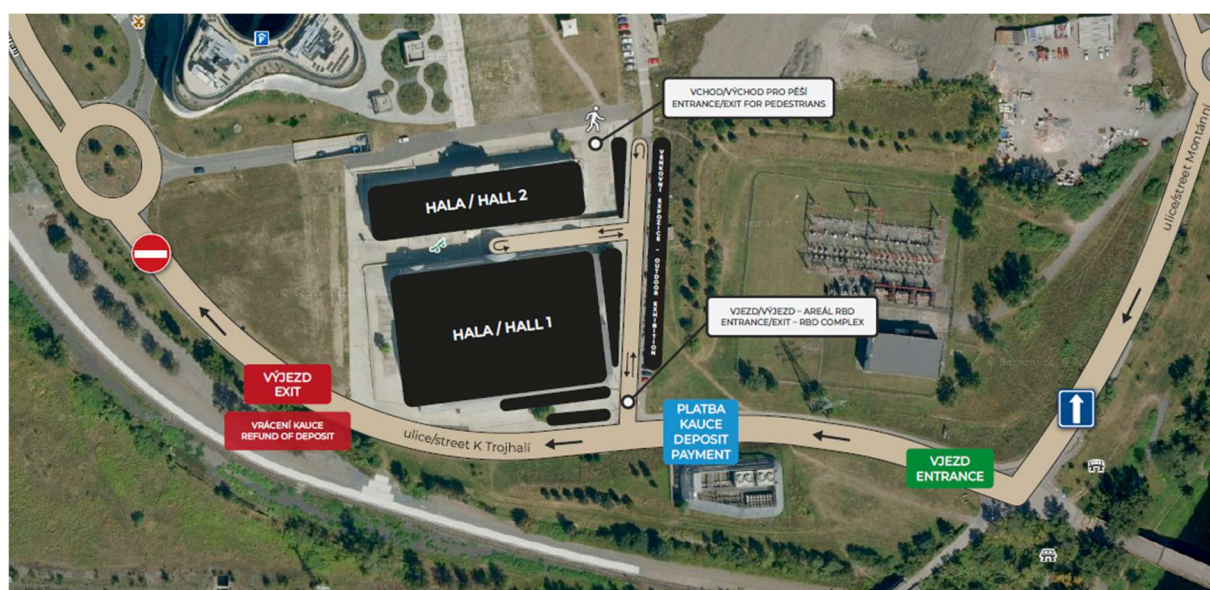 VCHOD/VÝCHOD PRO PĚŠÍ
ENTRANCE/EXIT FOR PEDESTRIANS
ulice/street Montánní
HALA / HALL 2
VENKOVNÍ EXPOZICE - OUTDOOR EXHIBITION
HALA / HALL 1
VJEZD/VÝJEZD – AREÁL RBD
ENTRANCE/EXIT – RBD COMPLEX
VÝJEZD
EXIT
VRÁCENÍ KAUCE
REFUND OF DEPOSIT
ulice/street K Trojhalí
PLATBA
KAUCE
DEPOSIT
PAYMENT
VJEZD
ENTRANCE
P